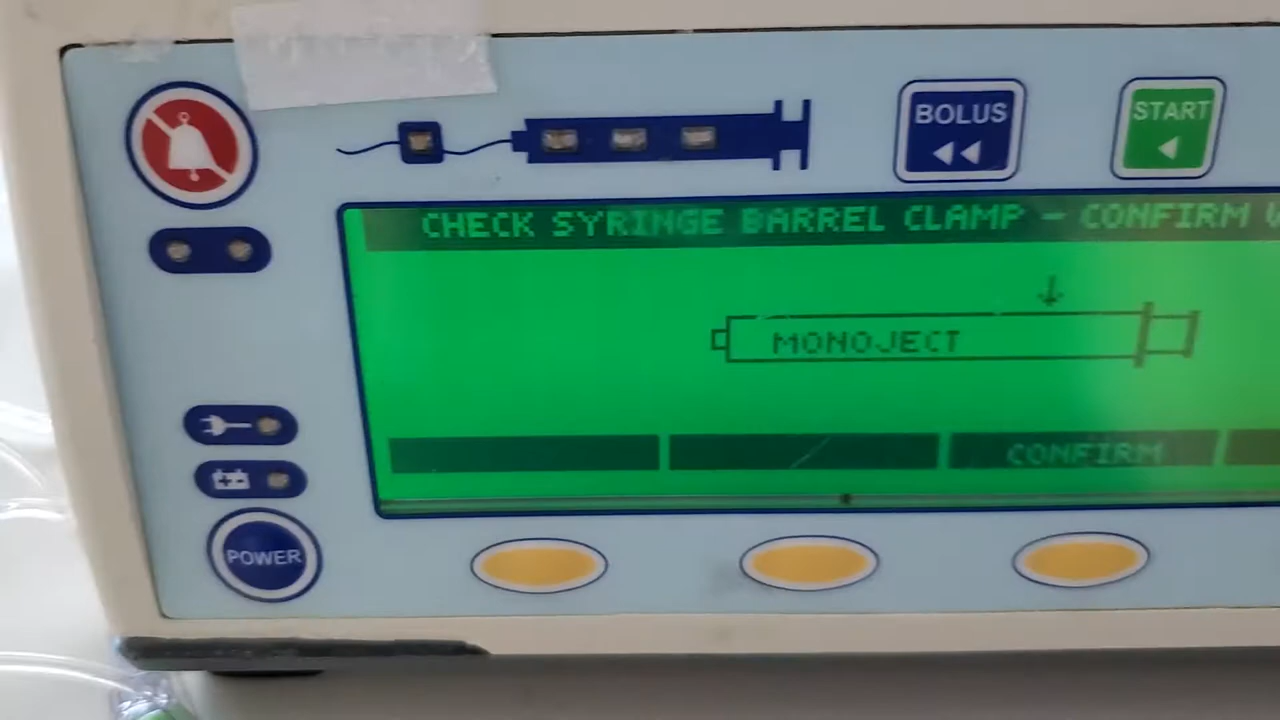 BOLUS
START
CHECK SYRINGE BARREL CLAMP - CONFIRM
MONOJECT
CONFIRM
POWER